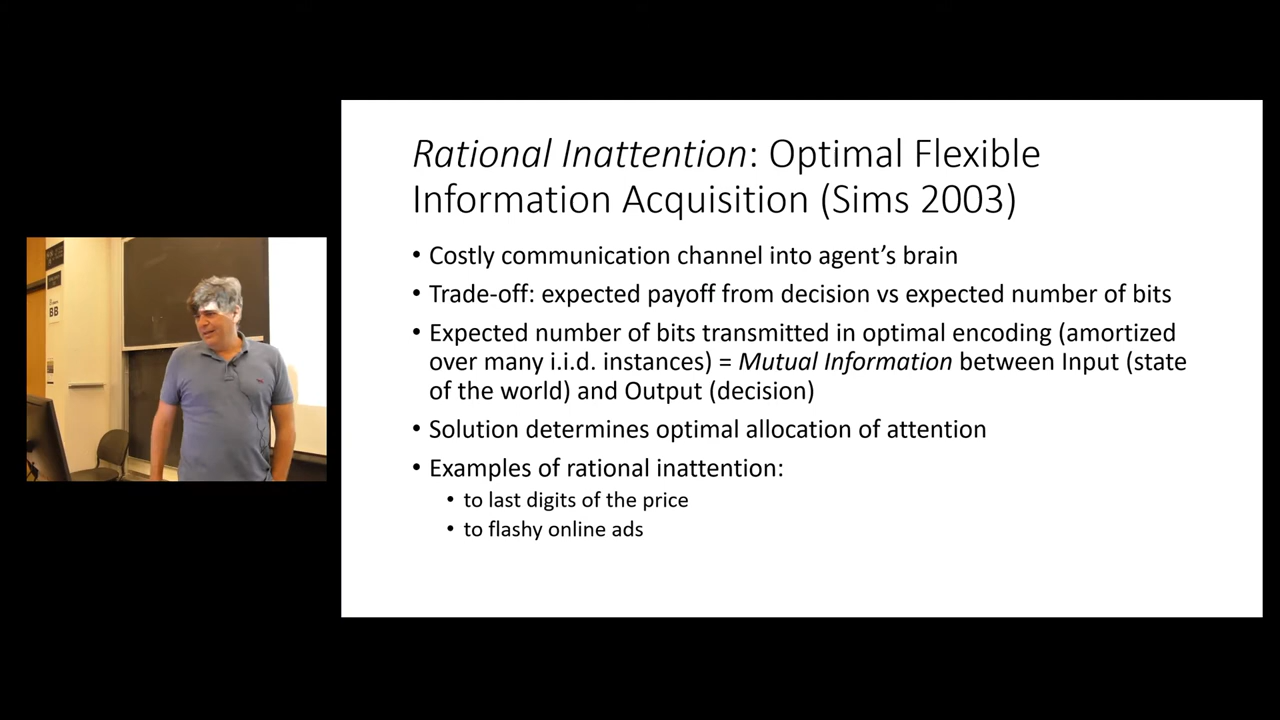 Rational Inattention: Optimal Flexible
Information Acquisition (Sims 2003)
• Costly communication channel into agent's brain
• Trade-off: expected payoff from decision vs expected number of bits
• Expected number of bits transmitted in optimal encoding (amortized
over many i.i.d. instances) = Mutual Information between Input (state
of the world) and Output (decision)
• Solution determines optimal allocation of attention
• Examples of rational inattention:
• to last digits of the price
• to flashy online ads
BB